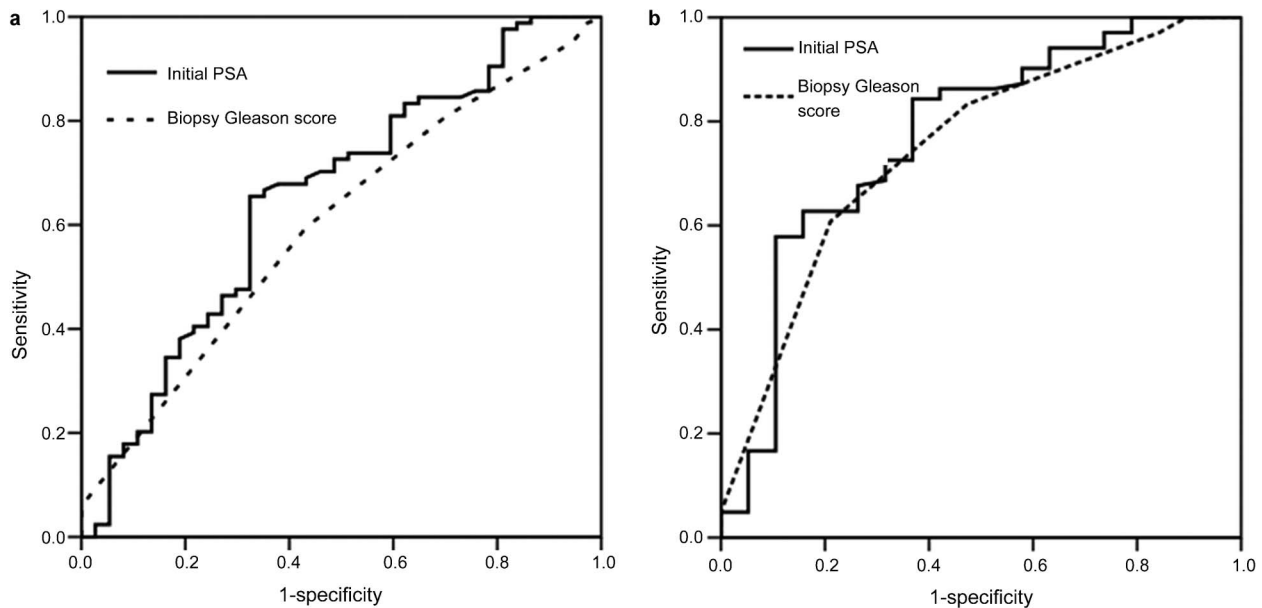 a
1.0
0.8
0.6
0.4
0.2
0.0
Sensitivity
Initial PSA
Biopsy Gleason score
0.0 0.2 0.4 0.6 0.8 1.0
1-specificity
b
1.0
0.8
0.6
0.4
0.2
0.0
Sensitivity
Initial PSA
Biopsy Gleason
score
0.0 0.2 0.4 0.6 0.8 1.0
1-specificity